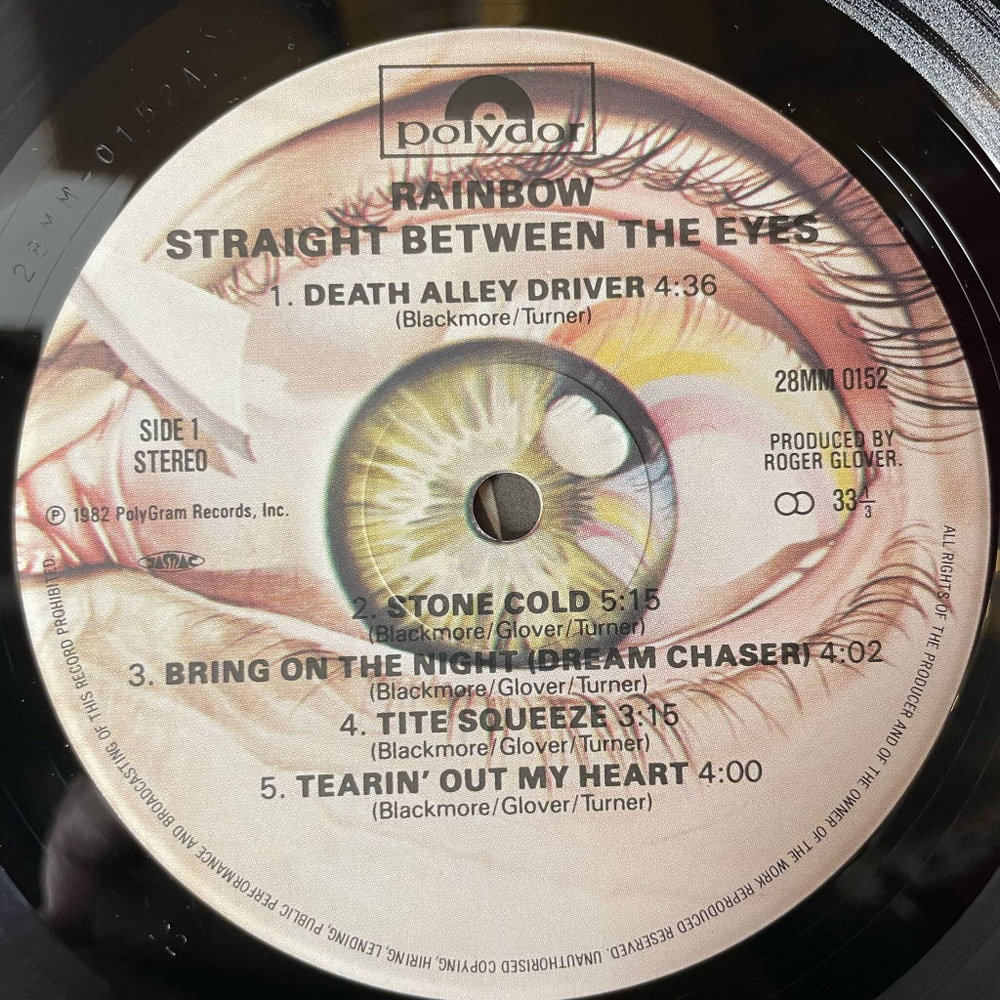 polydor
RAINBOW
STRAIGHT BETWEEN THE EYES
1. DEATH ALLEY DRIVER 4:36
(Blackmore/Turner)
28MM 0152
SIDE 1
STEREO
PRODUCED BY
ROGER GLOVER.
33 1/3
Ⓟ 1982 PolyGram Records, Inc.
JASRAC
2. STONE COLD 5:15
(Blackmore/Glover/Turner)
3. BRING ON THE NIGHT (DREAM CHASER) 4:02
(Blackmore/Glover/Turner)
4. TITE SQUEEZE 3:15
(Blackmore/Glover/Turner)
5. TEARIN' OUT MY HEART 4:00
(Blackmore/Glover/Turner)
ALL RIGHTS OF THE PRODUCER AND OF THE OWNER OF THE WORK REPRODUCED RESERVED. UNAUTHORISED COPYING, HIRING, LENDING, PUBLIC PERFORMANCE AND BROADCASTING OF THIS RECORD PROHIBITED.
28MM-0152A